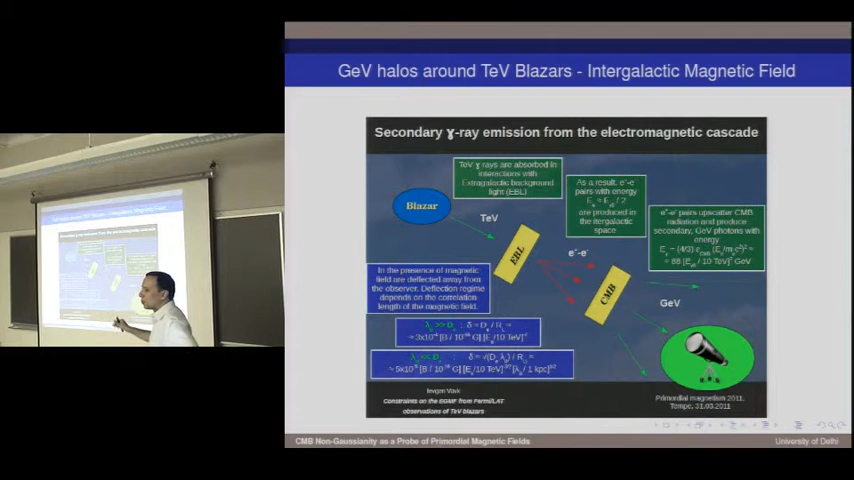 GeV halos around TeV Blazars - Intergalactic Magnetic Field
Secondary γ-ray emission from the electromagnetic cascade
TeV γ rays are absorbed in
interactions with
Extragalactic background
light (EBL)
Blazar
TeV
EBL
As a result, e⁺-e⁻
pairs with energy
are produced in the
itergalactic
space
e⁺-e⁻
e⁺-e⁻ pairs upscatter CMB
radiation and produce
secondary, GeV photons with
energy
CMB
GeV
In the presence of magnetic
field are deflected away from
the observer. Deflection regime
depends on the correlation
length of the magnetic field.
Ievgen Vovk
Constraints on the EGMF from Fermi/LAT
observations of TeV blazars
Primordial magnetism 2011,
Tempe, 31.03.2011
CMB Non-Gaussianity as a Probe of Primordial Magnetic Fields
University of Delhi